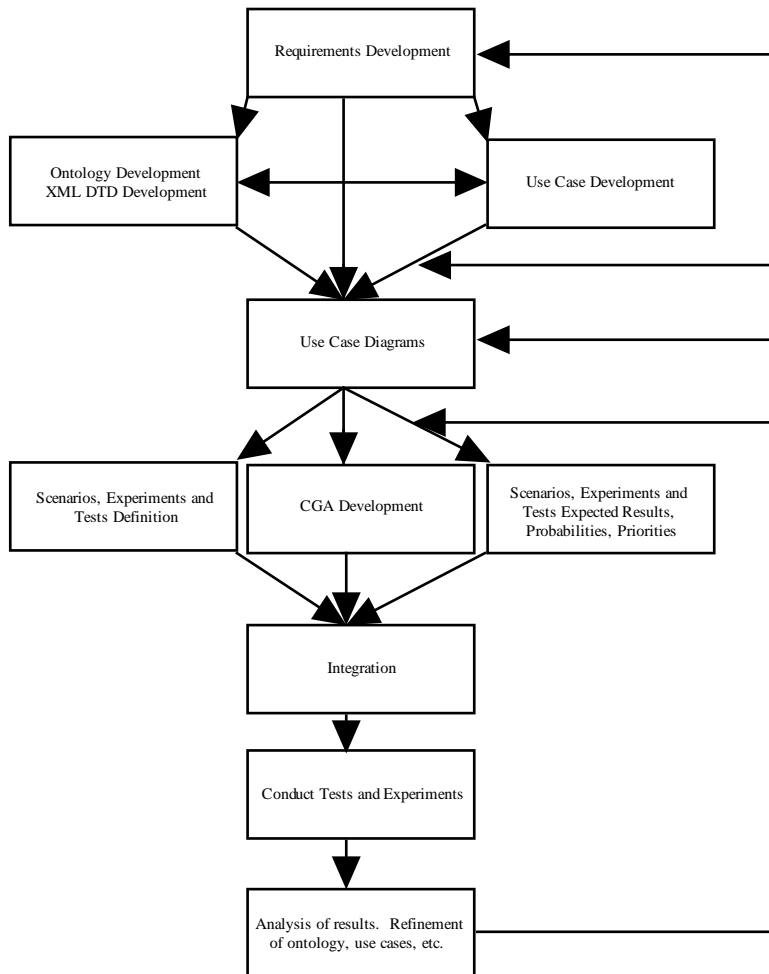 Requirements Development
Ontology Development
XML DTD Development
Use Case Development
Use Case Diagrams
Scenarios, Experiments and
Tests Definition
CGA Development
Scenarios, Experiments and
Tests Expected Results,
Probabilities, Priorities
Integration
Conduct Tests and Experiments
Analysis of results. Refinement
of ontology, use cases, etc.